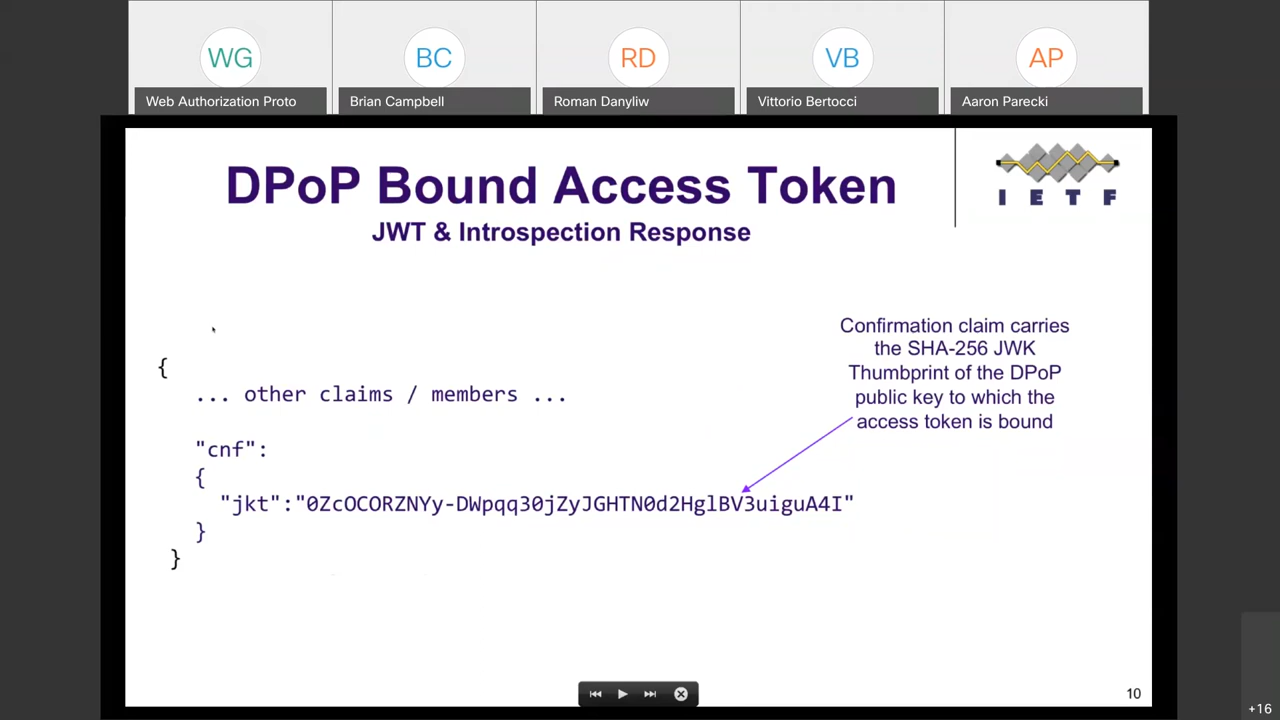 WG
BC
RD
VB
AP
Web Authorization Proto
Brian Campbell
Roman Danyliw
Vittorio Bertocci
Aaron Parecki
DPoP Bound Access Token
JWT & Introspection Response
IETF
Confirmation claim carries
the SHA-256 JWK
Thumbprint of the DPoP
public key to which the
access token is bound
{
... other claims / members ...
"cnf":
{
"jkt":"0ZcOCORZNYy-DWpqq30jZyJGHTN0d2HglBV3uiguA4I"
}
}
10
+16